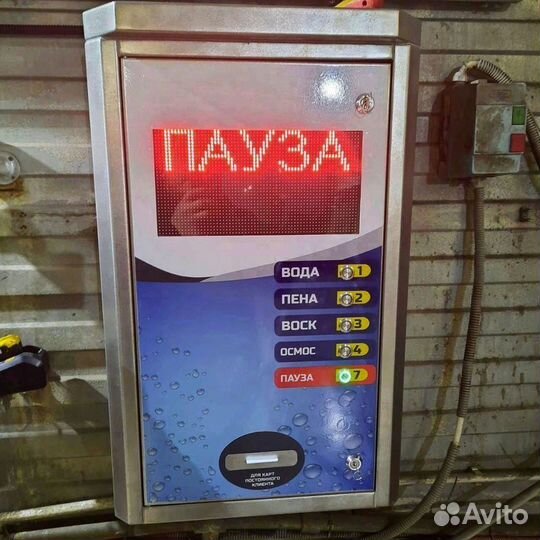 ПАУЗА
ВОДА 1
ПЕНА 2
ВОСК 3
ОСМОС 4
ПАУЗА 7
ДЛЯ КАРТ
ПОСТОЯННОГО
КЛИЕНТА
Avito